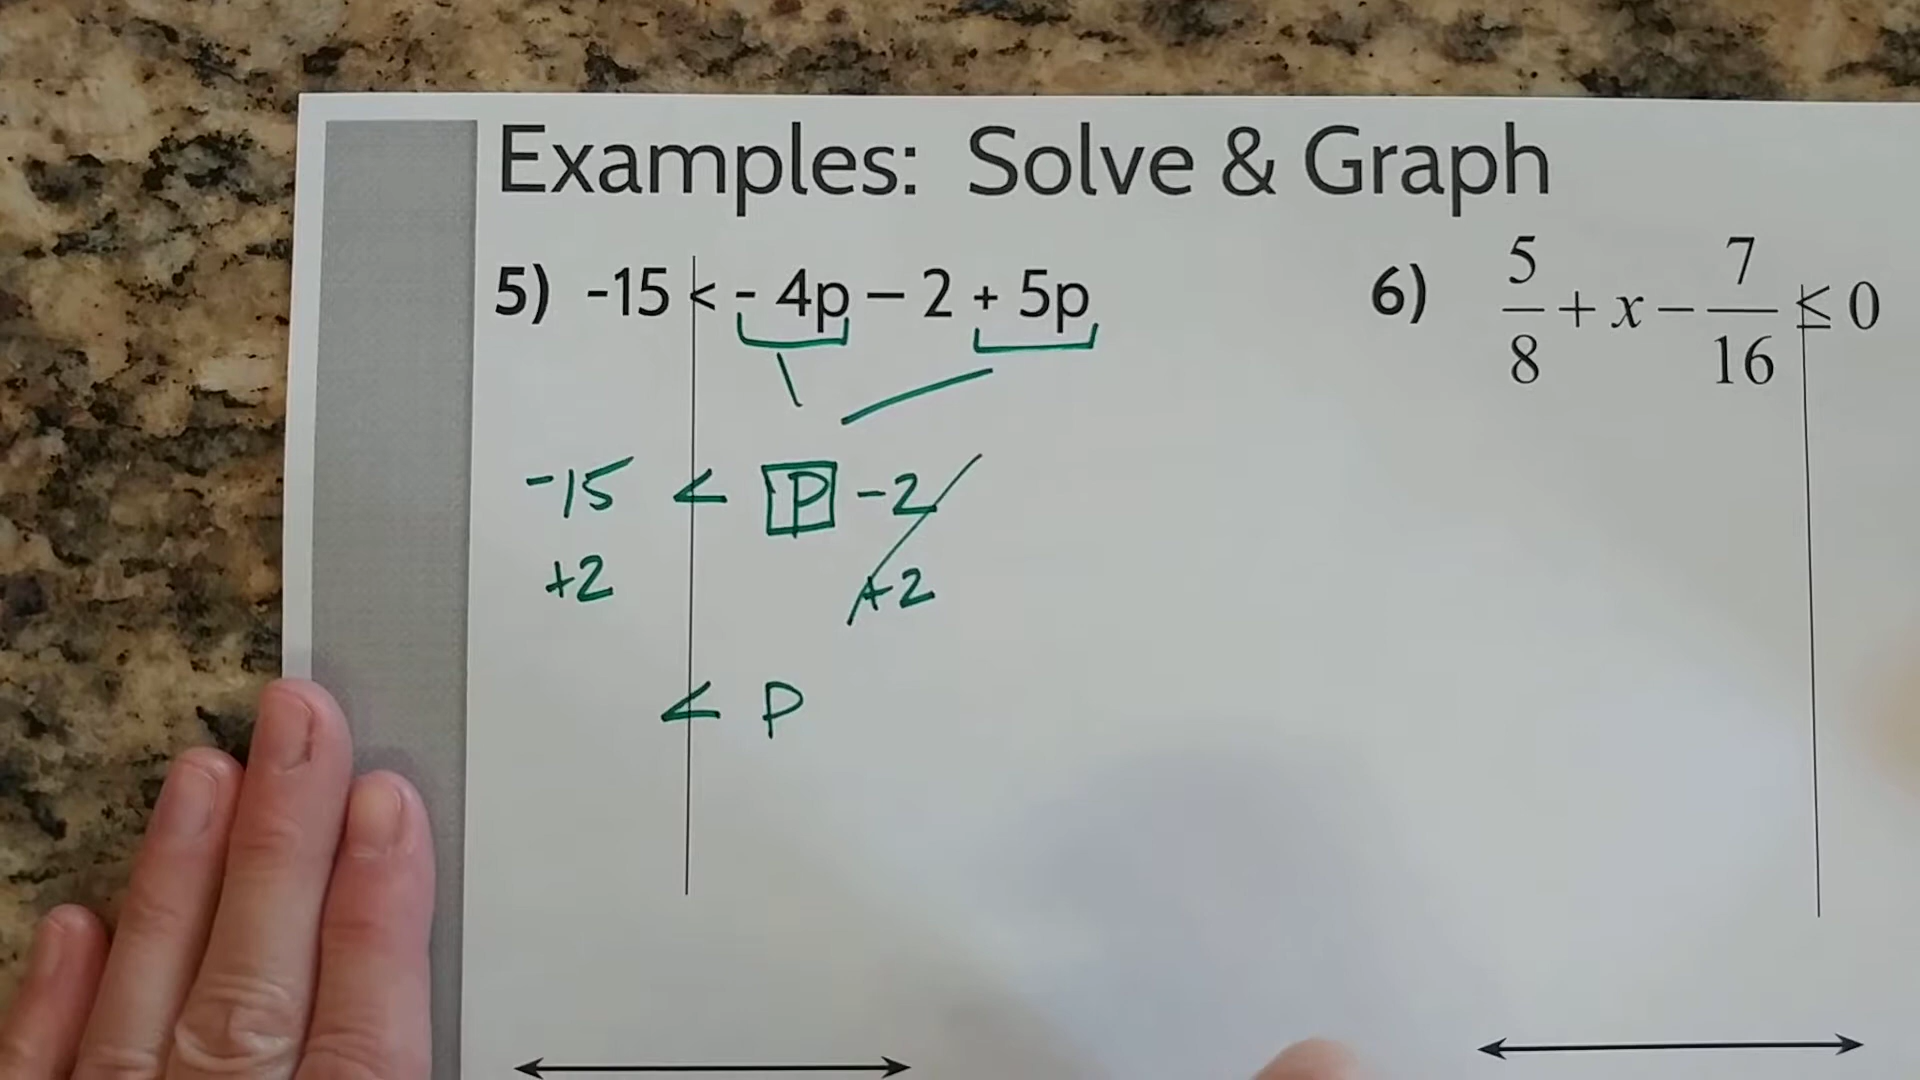 Examples: Solve & Graph
5) -15 < - 4p – 2 + 5p
-15 < P -2
+2 +2
< P
6) 5/8 + x − 7/16 ≤ 0